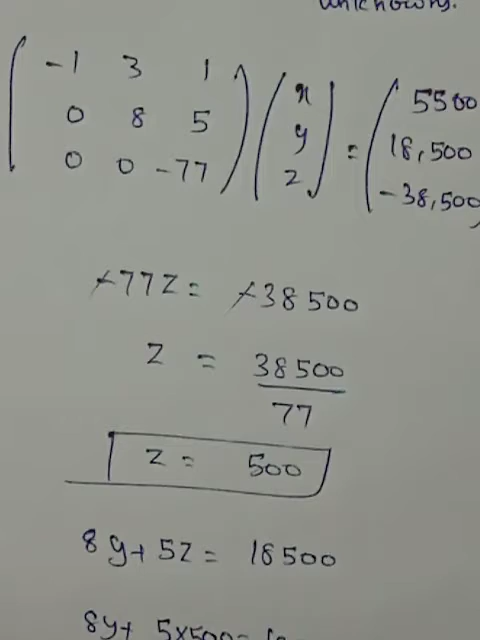 unknowns.
-1 3 1 x 5500
0 8 5 y = 18,500
0 0 -77 z -38,500
-77z = -38500
z = 38500
77
z = 500
8y+ 5z = 18500
8y+ 5x500=